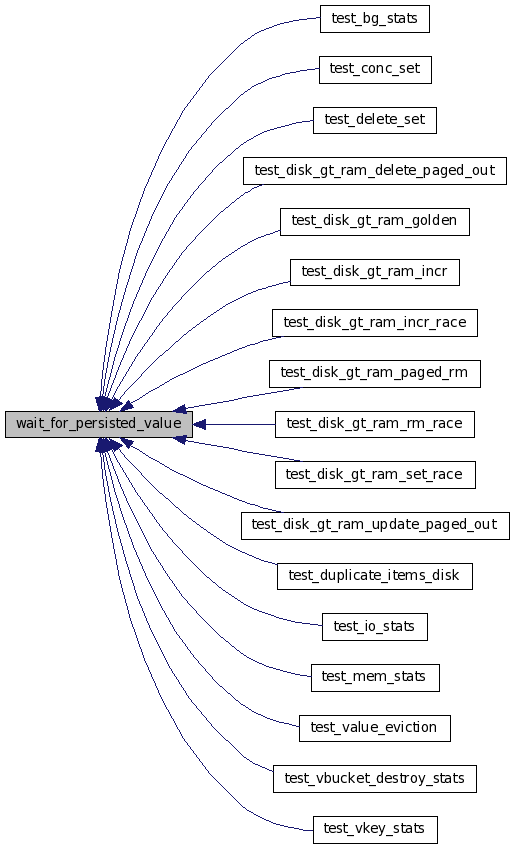 test_bg_stats
test_conc_set
test_delete_set
test_disk_gt_ram_delete_paged_out
test_disk_gt_ram_golden
test_disk_gt_ram_incr
test_disk_gt_ram_incr_race
test_disk_gt_ram_paged_rm
wait_for_persisted_value
test_disk_gt_ram_rm_race
test_disk_gt_ram_set_race
test_disk_gt_ram_update_paged_out
test_duplicate_items_disk
test_io_stats
test_mem_stats
test_value_eviction
test_vbucket_destroy_stats
test_vkey_stats